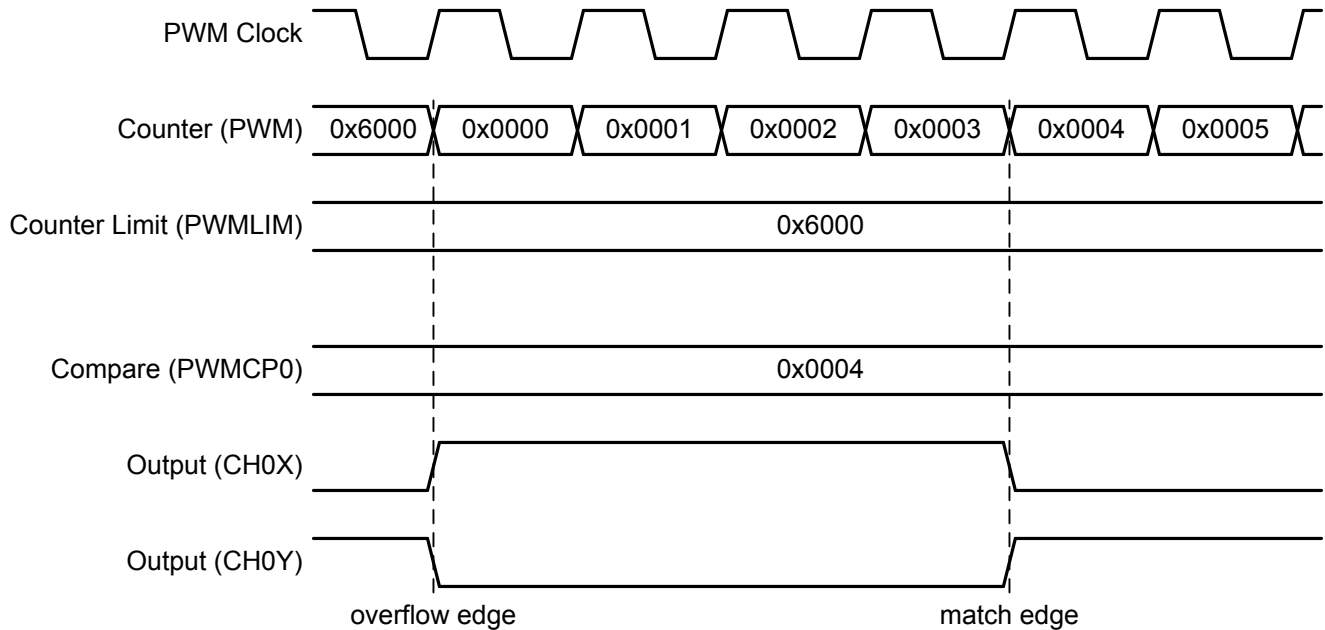 PWM Clock
Counter (PWM) 0x6000 0x0000 0x0001 0x0002 0x0003 0x0004 0x0005
Counter Limit (PWMLIM) 0x6000
Compare (PWMCP0) 0x0004
Output (CH0X)
Output (CH0Y)
overflow edge match edge